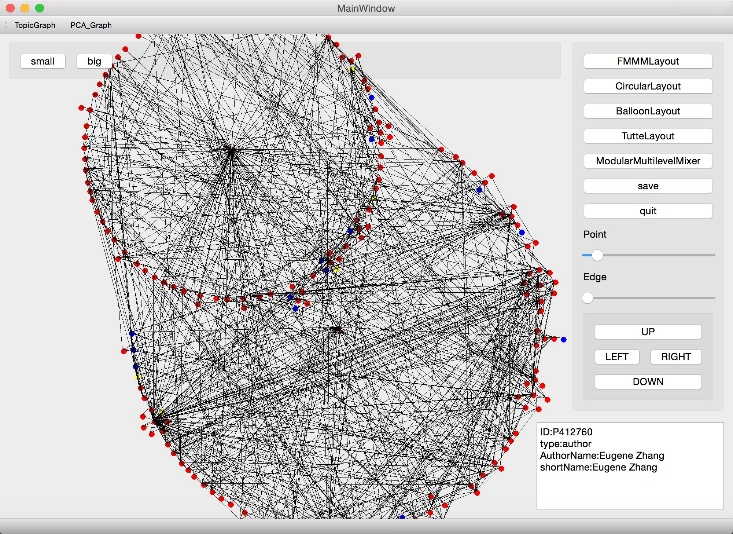 MainWindow
TopicGraph PCA_Graph
small big
FMMMLayout
CircularLayout
BalloonLayout
TutteLayout
ModularMultilevelMixer
save
quit
Point
Edge
UP
LEFT RIGHT
DOWN
ID:P412760
type:author
AuthorName:Eugene Zhang
shortName:Eugene Zhang